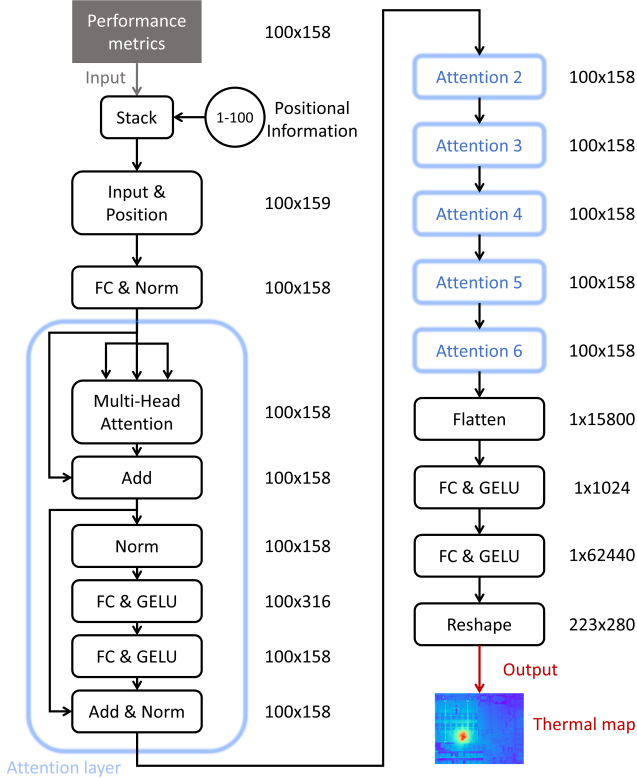 Performance
metrics
100x158
Input
Stack
1-100
Positional
Information
Input &
Position
100x159
FC & Norm
100x158
Multi-Head
Attention
100x158
Add
100x158
Norm
100x158
FC & GELU
100x316
FC & GELU
100x158
Add & Norm
100x158
Attention layer
Attention 2
100x158
Attention 3
100x158
Attention 4
100x158
Attention 5
100x158
Attention 6
100x158
Flatten
1x15800
FC & GELU
1x1024
FC & GELU
1x62440
Reshape
223x280
Output
Thermal map